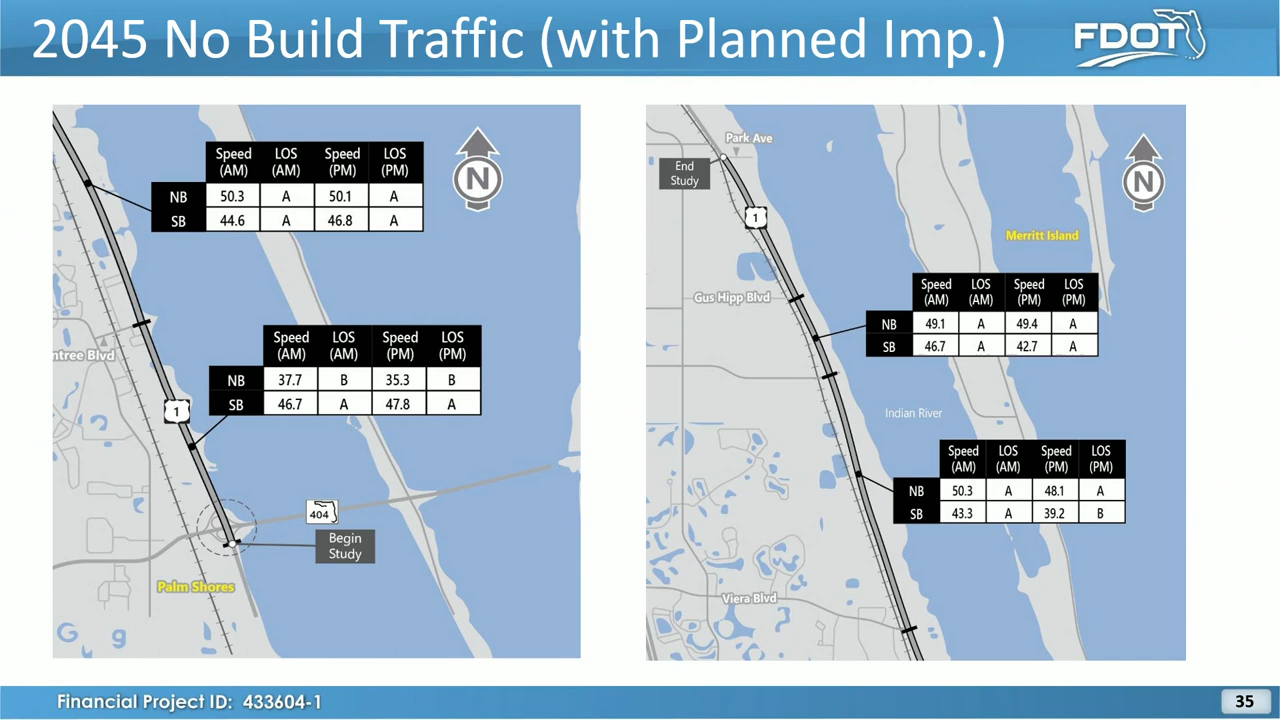 2045 No Build Traffic (with Planned Imp.)
FDOT
Speed (AM) LOS (AM) Speed (PM) LOS (PM)
NB 50.3 A 50.1 A
SB 44.6 A 46.8 A
N
Speed (AM) LOS (AM) Speed (PM) LOS (PM)
NB 37.7 B 35.3 B
SB 46.7 A 47.8 A
ntree Blvd
1
404
Begin
Study
Palm Shores
Park Ave
End
Study
1
N
Merritt Island
Gus Hipp Blvd
Speed (AM) LOS (AM) Speed (PM) LOS (PM)
NB 49.1 A 49.4 A
SB 46.7 A 42.7 A
Indian River
Speed (AM) LOS (AM) Speed (PM) LOS (PM)
NB 50.3 A 48.1 A
SB 43.3 A 39.2 B
Viera Blvd
Financial Project ID: 433604-1
35